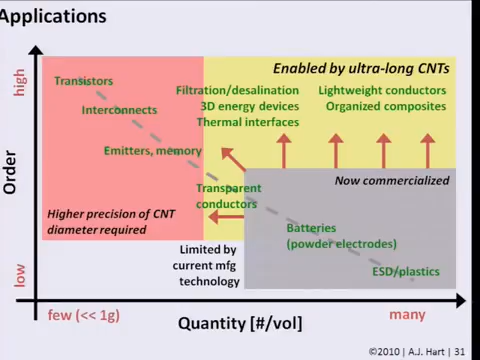 Applications
high
Enabled by ultra-long CNTs
Transistors
Filtration/desalination
3D energy devices
Thermal interfaces
Lightweight conductors
Organized composites
Interconnects
Emitters, memory
Order
Transparent
conductors
Now commercialized
Higher precision of CNT
diameter required
Batteries
(powder electrodes)
Limited by
current mfg
technology
ESD/plastics
low
few (<< 1g)
Quantity [#/vol]
many
©2010 | A.J. Hart | 31